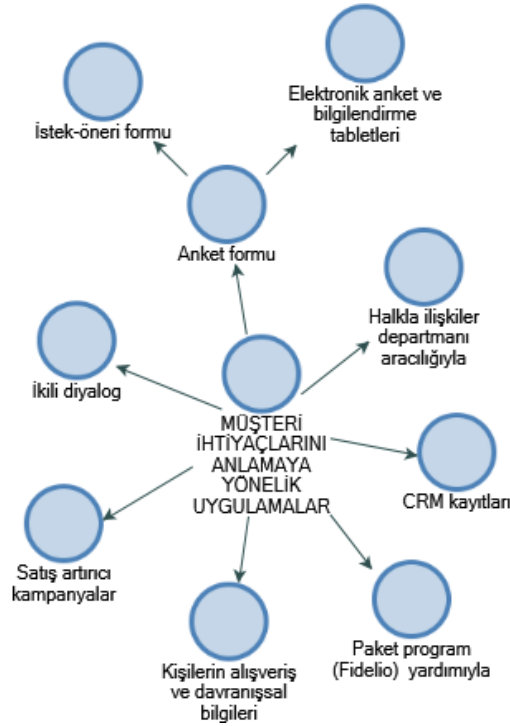 Elektronik anket ve
bilgilendirme
tabletleri
İstek-öneri formu
Anket formu
Halkla ilişkiler
departmanı
aracılığıyla
İkili diyalog
MÜŞTERİ
İHTİYAÇLARINI
ANLAMAYA
YÖNELİK
UYGULAMALAR
CRM kayıtları
Satış artırıcı
kampanyalar
Paket program
(Fidelio) yardımıyla
Kişilerin alışveriş
ve davranışsal
bilgileri